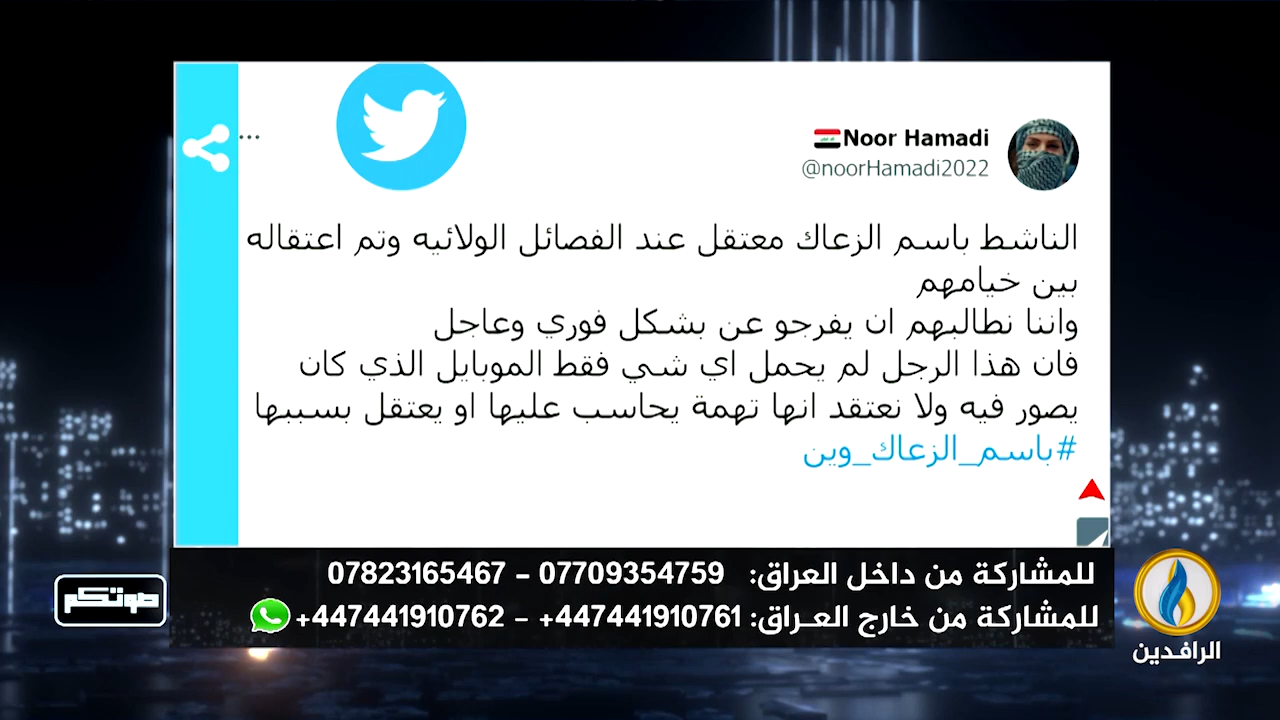 Noor Hamadi
@noorHamadi2022
الناشط باسم الزعاك معتقل عند الفصائل الولائيه وتم اعتقاله
بين خيامهم
واننا نطالبهم ان يفرجو عن بشكل فوري وعاجل
فان هذا الرجل لم يحمل اي شي فقط الموبايل الذي كان
يصور فيه ولا نعتقد انها تهمة يحاسب عليها او يعتقل بسببها
#باسم_الزعاك_وين
للمشاركة من داخل العراق: 07709354759 - 07823165467
للمشاركة من خارج العـراق: 447441910761+ - 447441910762+
صوتكم
الرافدين